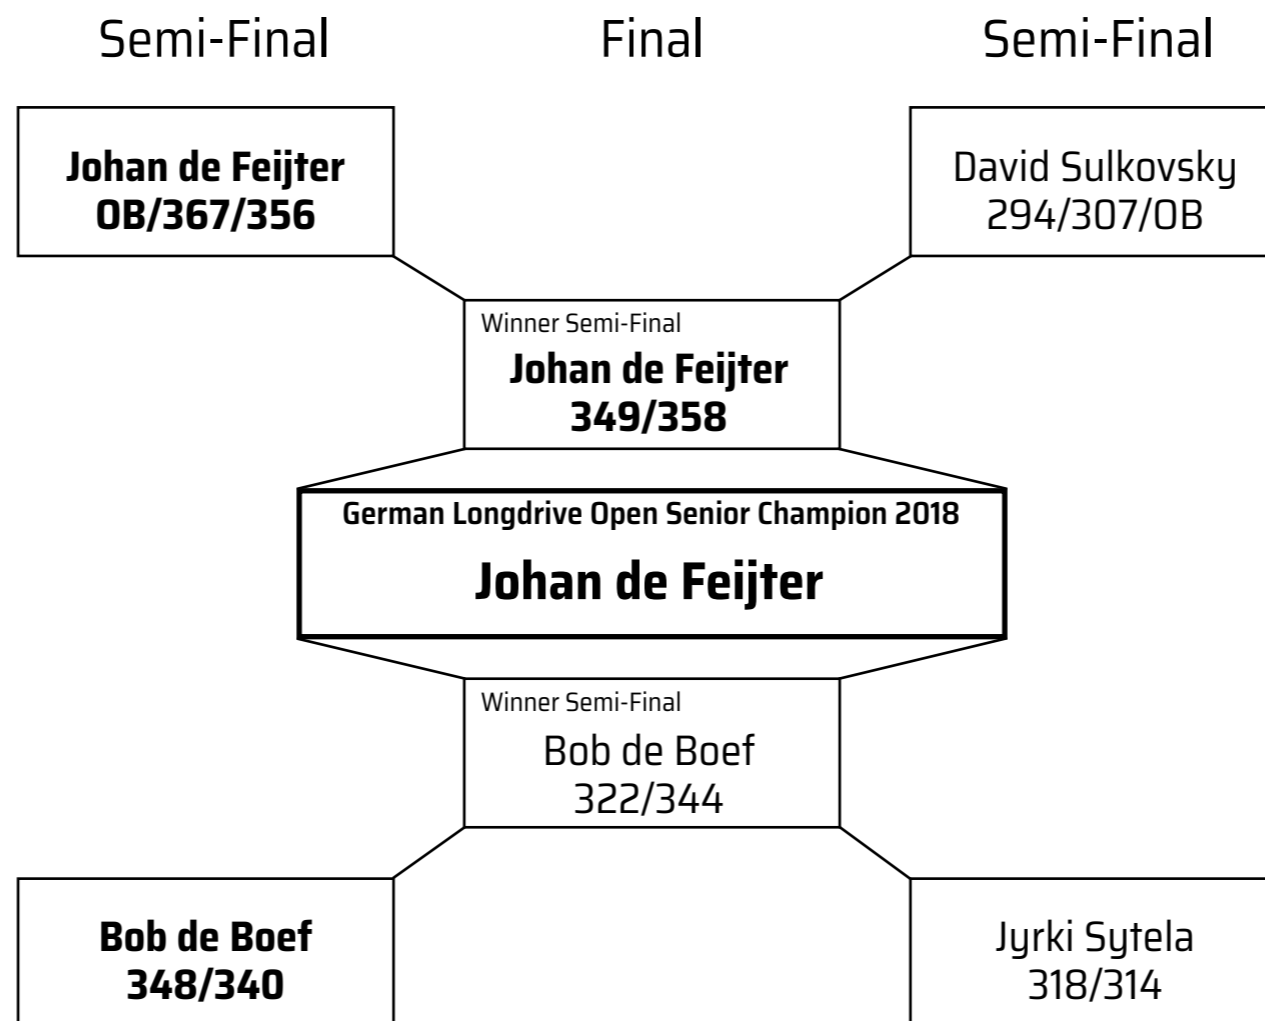 Semi-Final
Final
Semi-Final
Johan de Feijter
OB/367/356
David Sulkovsky
294/307/OB
Winner Semi-Final
Johan de Feijter
349/358
German Longdrive Open Senior Champion 2018
Johan de Feijter
Winner Semi-Final
Bob de Boef
322/344
Bob de Boef
348/340
Jyrki Sytela
318/314